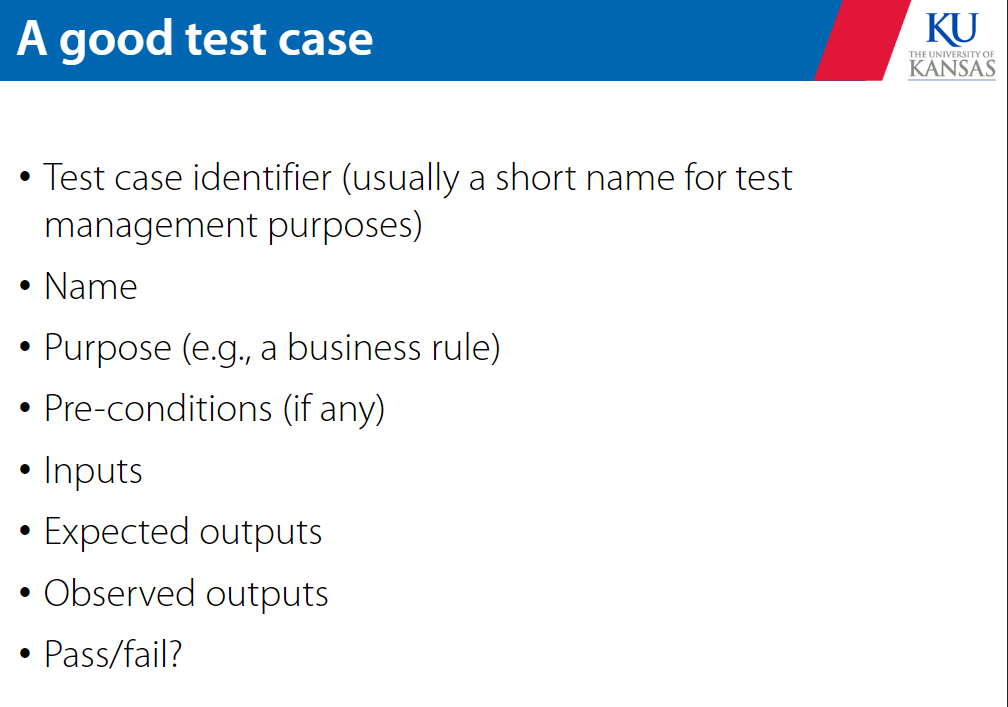 A good test case
KU
THE UNIVERSITY OF
KANSAS
• Test case identifier (usually a short name for test
management purposes)
• Name
• Purpose (e.g., a business rule)
• Pre-conditions (if any)
• Inputs
• Expected outputs
• Observed outputs
• Pass/fail?